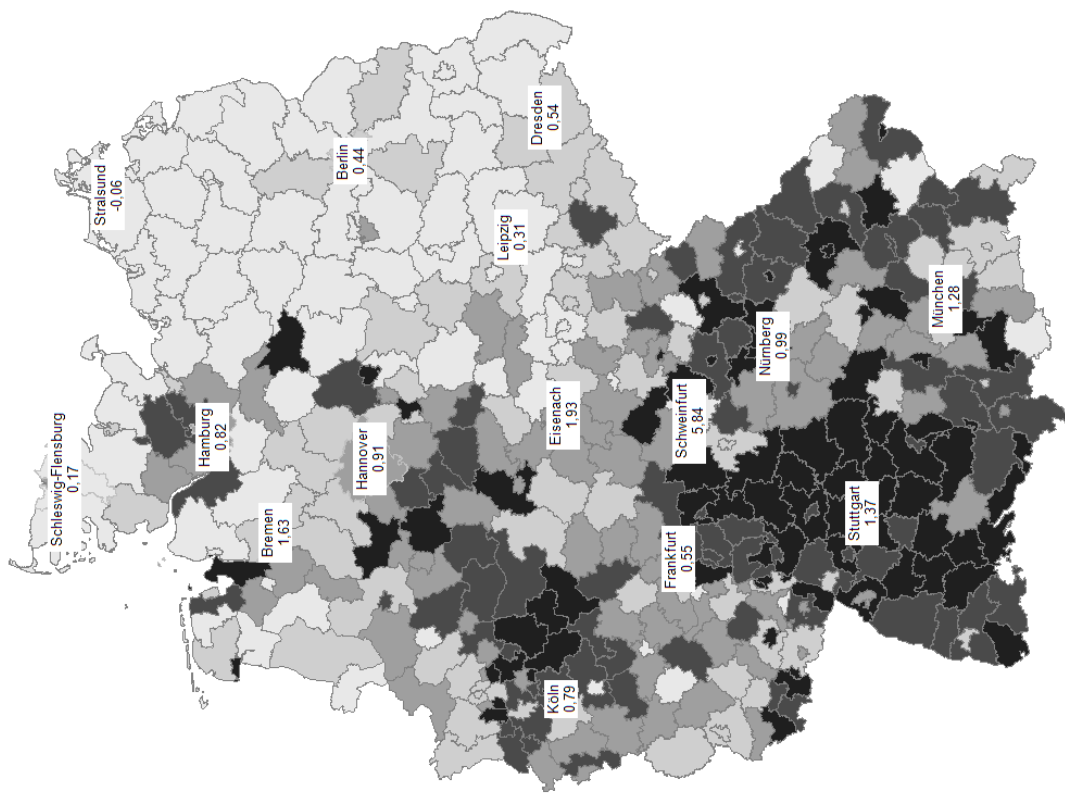 Schleswig-Flensburg
0,17
Stralsund
-0,06
Hamburg
0,82
Bremen
1,63
Berlin
0,44
Hannover
0,91
Leipzig
0,31
Dresden
0,54
Eisenach
1,93
Köln
0,79
Schweinfurt
5,84
Frankfurt
0,55
Nürnberg
0,99
Stuttgart
1,37
München
1,28